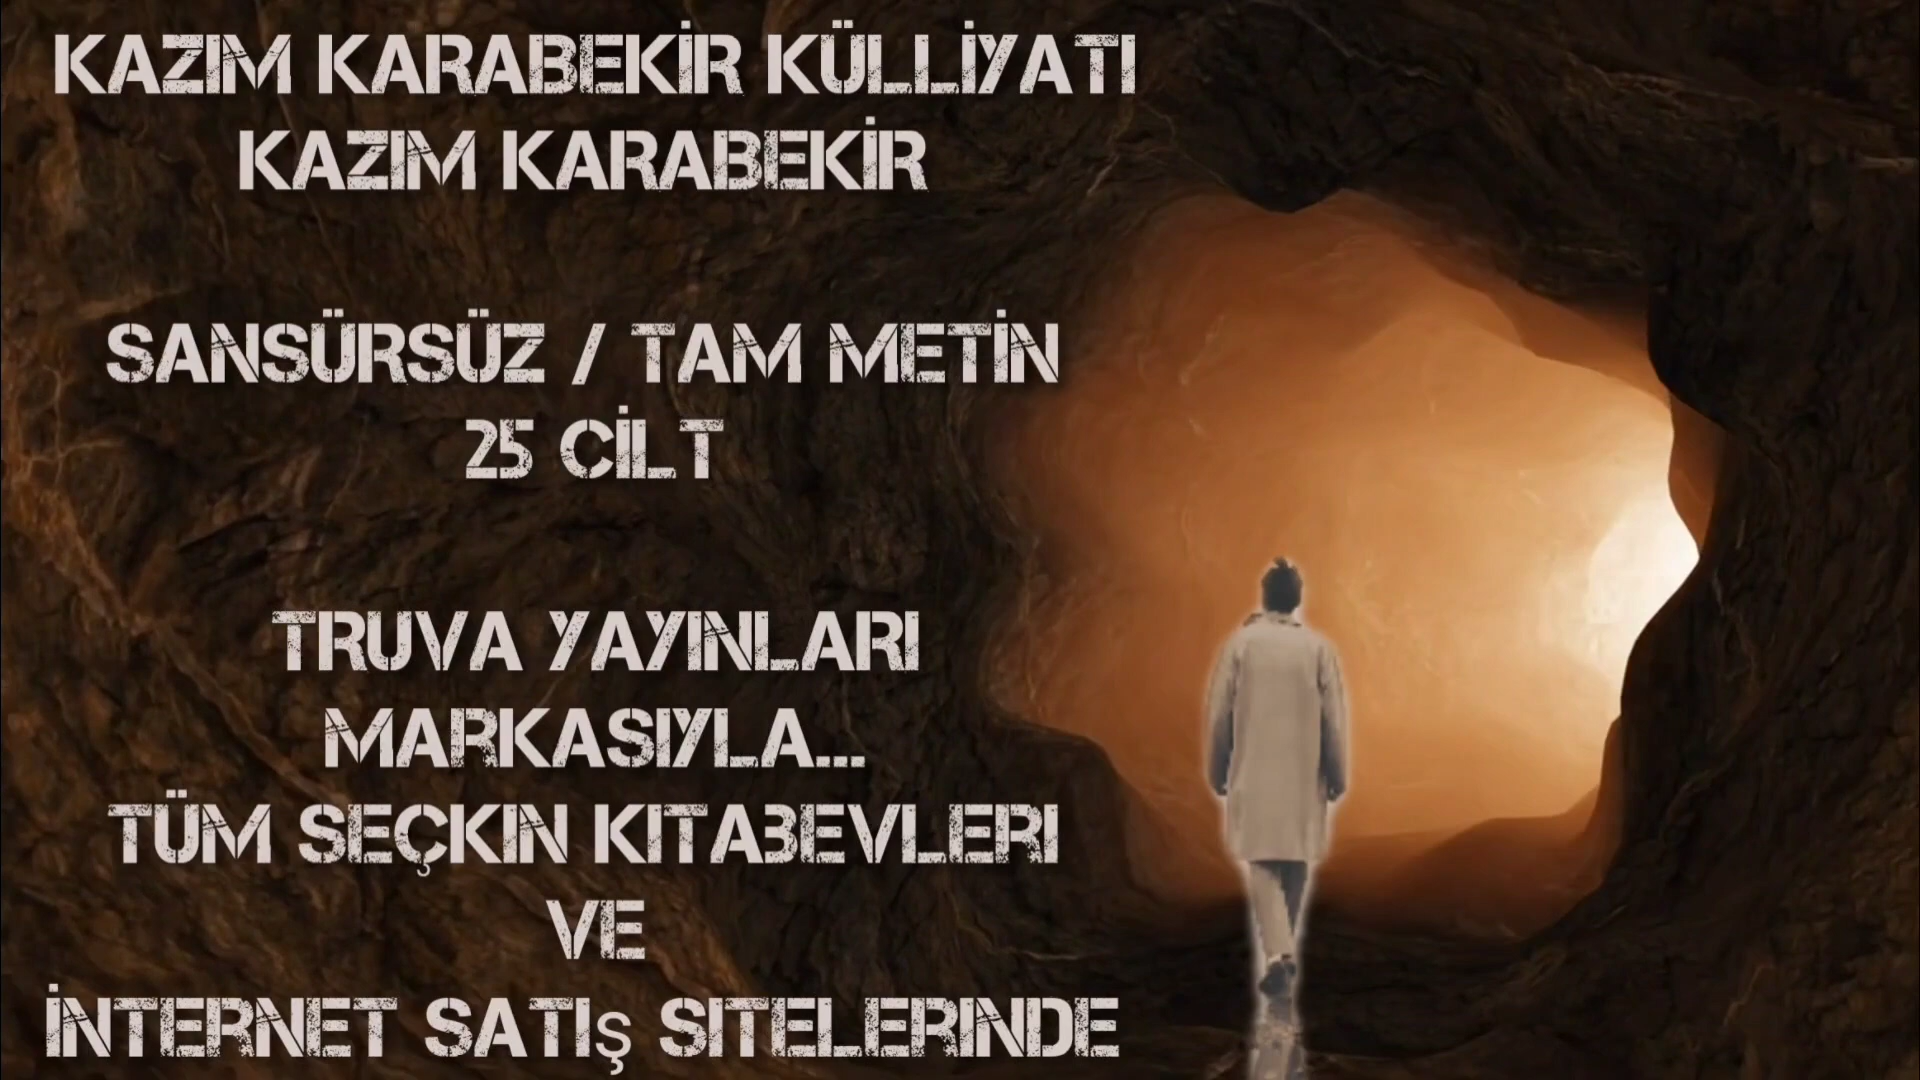 KAZIM KARABEKİR KÜLLİYATI
KAZIM KARABEKİR
SANSÜRSÜZ / TAM METİN
25 CİLT
TRUVA YAYINLARI
MARKASIYLA...
TÜM SEÇKIN KITABEVLERI
VE
İNTERNET SATIŞ SITELERINDE